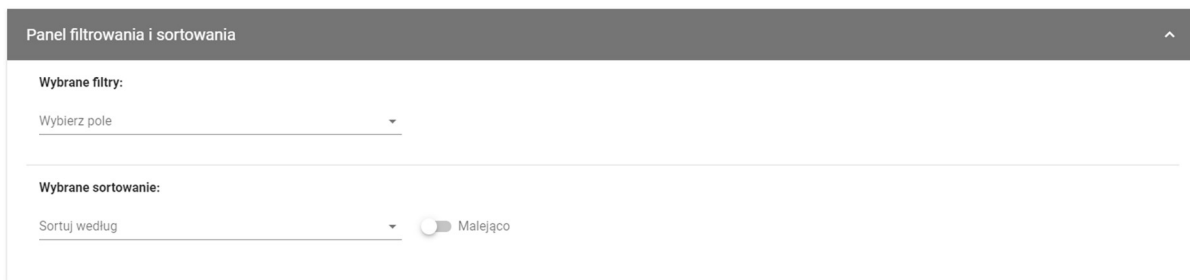 Panel filtrowania i sortowania
Wybrane filtry:
Wybierz pole
Wybrane sortowanie:
Sortuj według
Malejąco